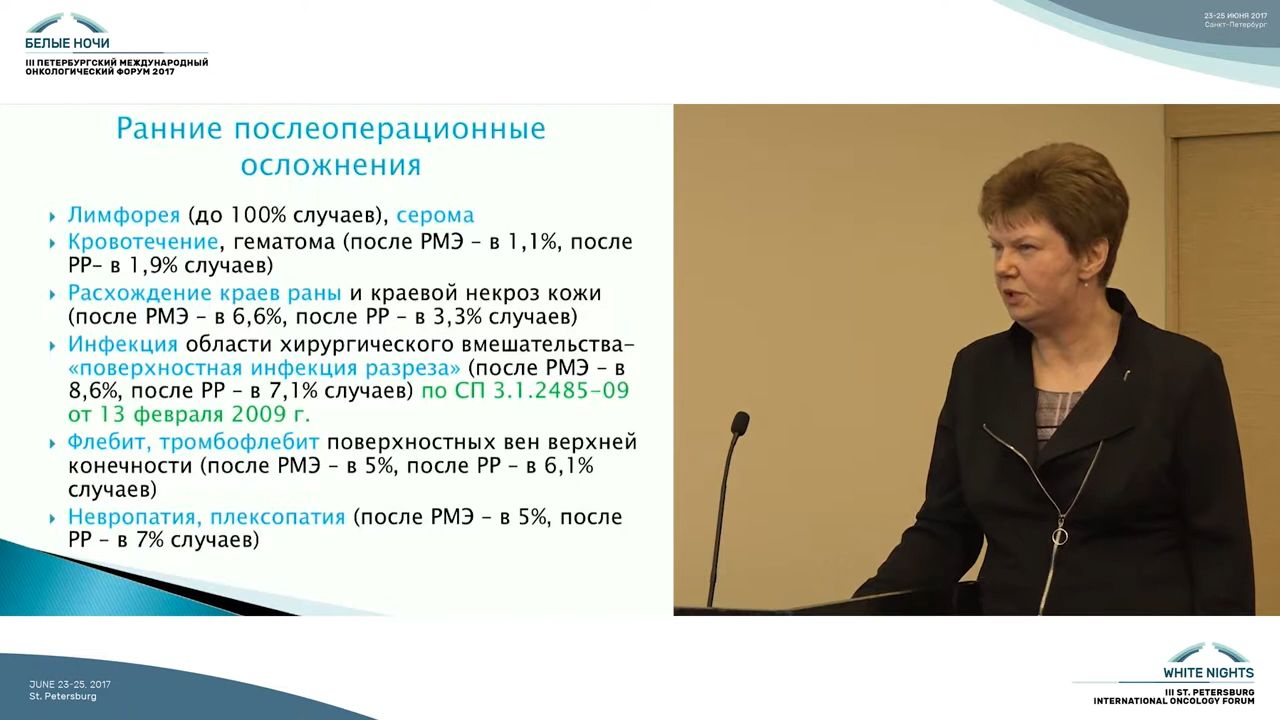 23-25 ИЮНЯ 2017
Санкт-Петербург
БЕЛЫЕ НОЧИ
III ПЕТЕРБУРГСКИЙ МЕЖДУНАРОДНЫЙ
ОНКОЛОГИЧЕСКИЙ ФОРУМ 2017
Ранние послеоперационные
осложнения
Лимфорея (до 100% случаев), серома
Кровотечение, гематома (после РМЭ – в 1,1%, после
РР– в 1,9% случаев)
Расхождение краев раны и краевой некроз кожи
(после РМЭ – в 6,6%, после РР – в 3,3% случаев)
Инфекция области хирургического вмешательства–
«поверхностная инфекция разреза» (после РМЭ – в
8,6%, после РР – в 7,1% случаев) по СП 3.1.2485–09
от 13 февраля 2009 г.
Флебит, тромбофлебит поверхностных вен верхней
конечности (после РМЭ – в 5%, после РР – в 6,1%
случаев)
Невропатия, плексопатия (после РМЭ – в 5%, после
РР – в 7% случаев)
JUNE 23-25, 2017
St. Petersburg
WHITE NIGHTS
III ST. PETERSBURG
INTERNATIONAL ONCOLOGY FORUM